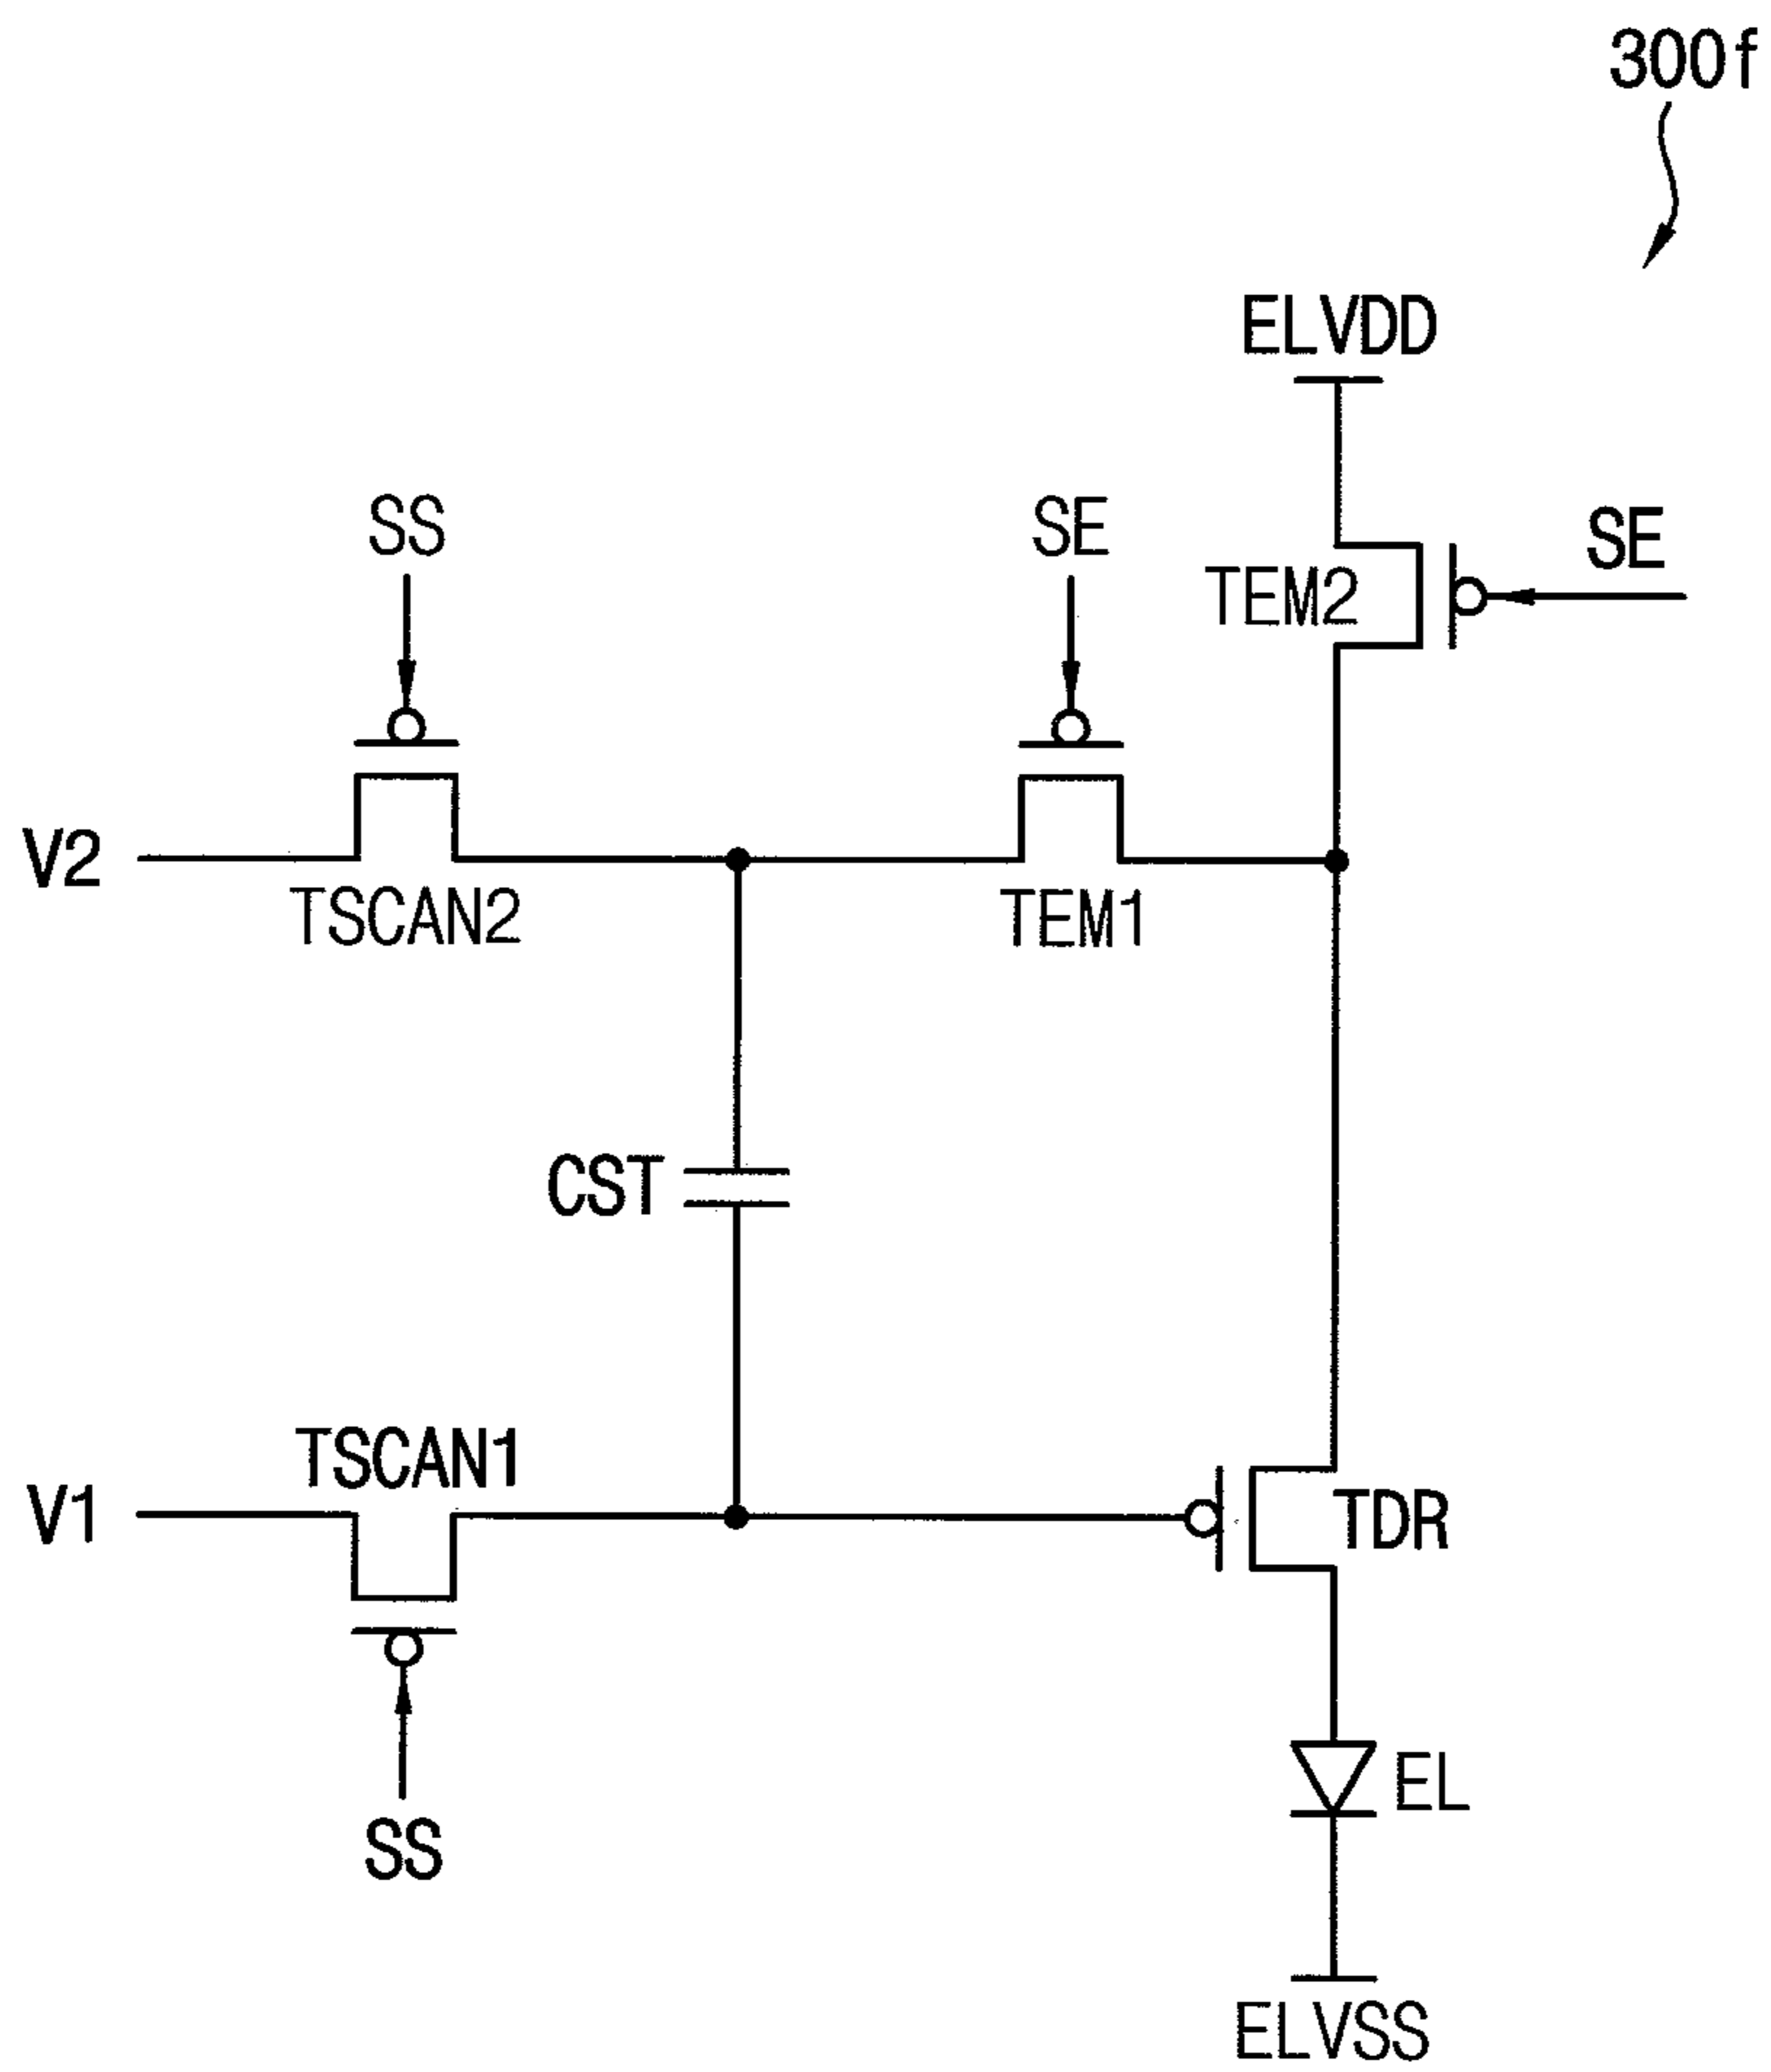 300f
ELVDD
SS
SE
SE
TEM2
V2
TSCAN2
TEM1
CST
TSCAN1
V1
TDR
EL
SS
ELVSS